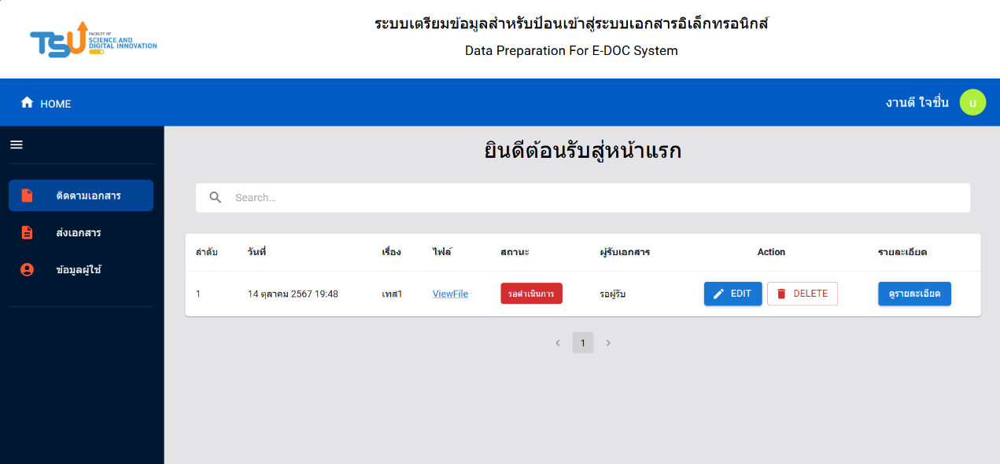 ระบบเตรียมข้อมูลสำหรับป้อนเข้าสู่ระบบเอกสารอิเล็กทรอนิกส์
TSU
FACULTY OF
SCIENCE AND
DIGITAL INNOVATION
Data Preparation For E-DOC System
HOME
งานดี ใจชื่น
น
ยินดีต้อนรับสู่หน้าแรก
ติดตามเอกสาร
Search...
ส่งเอกสาร
ลำดับ วันที่ เรื่อง ไฟล์ สถานะ ผู้รับเอกสาร Action รายละเอียด
ข้อมูลผู้ใช้
1 14 ตุลาคม 2567 19:48 เทส1 ViewFile รอดำเนินการ รอผู้รับ EDIT DELETE ดูรายละเอียด
1